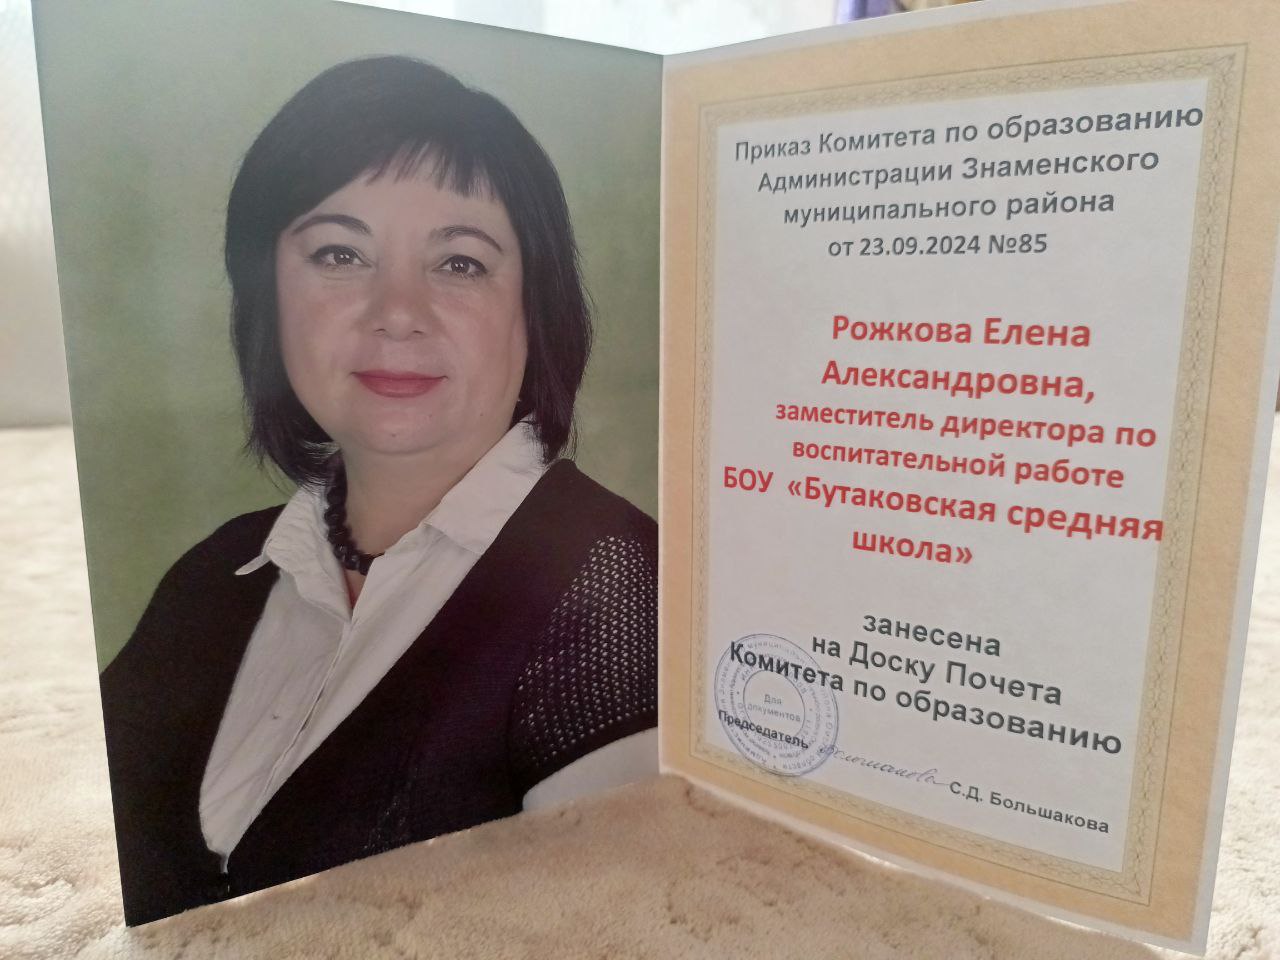 Приказ Комитета по образованию
Администрации Знаменского
муниципального района
от 23.09.2024 №85
Рожкова Елена
Александровна,
заместитель директора по
воспитательной работе
БОУ «Бутаковская средняя
школа»
занесена
на Доску Почета
Комитета по образованию
Для
документов
Председатель
С.Д. Большакова